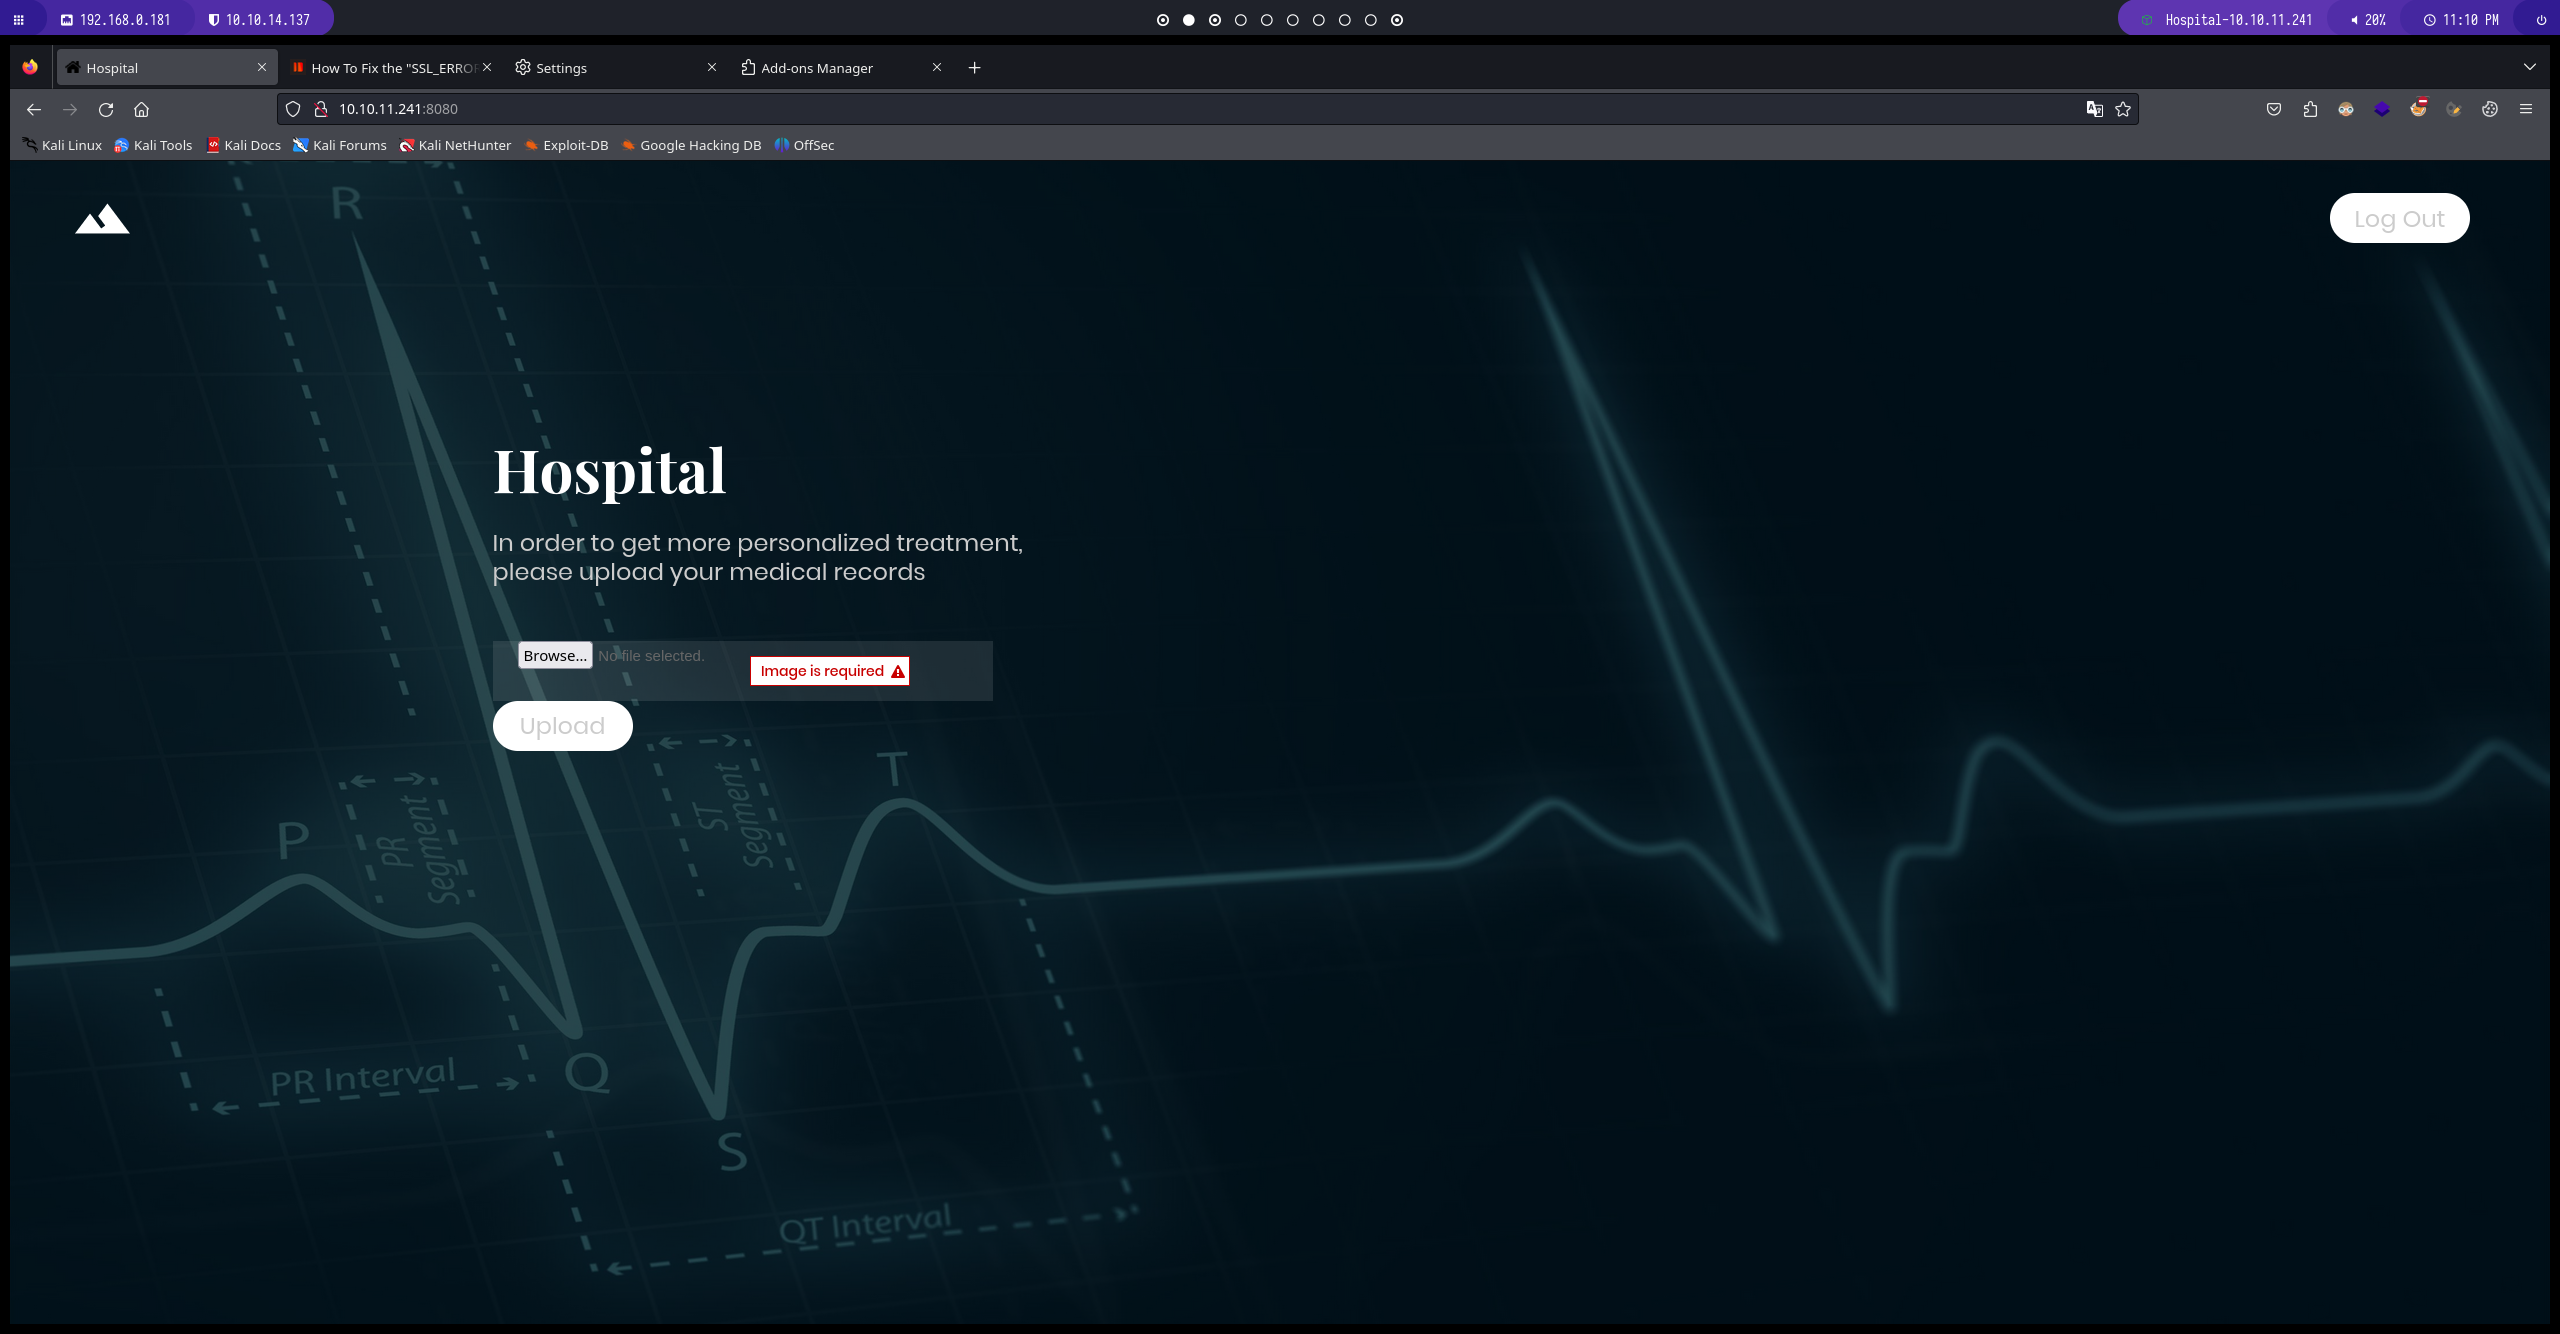 192.168.0.181 10.10.14.137 Hospital-10.10.11.241 20% 11:10 PM
Hospital How To Fix the "SSL_ERRO Settings Add-ons Manager
10.10.11.241:8080
Kali Linux Kali Tools Kali Docs Kali Forums Kali NetHunter Exploit-DB Google Hacking DB OffSec
R
Log Out
Hospital
In order to get more personalized treatment,
please upload your medical records
Browse... No file selected.
Image is required
Upload
T
P
PR
Segment
ST
Segment
PR Interval
Q
S
QT Interval